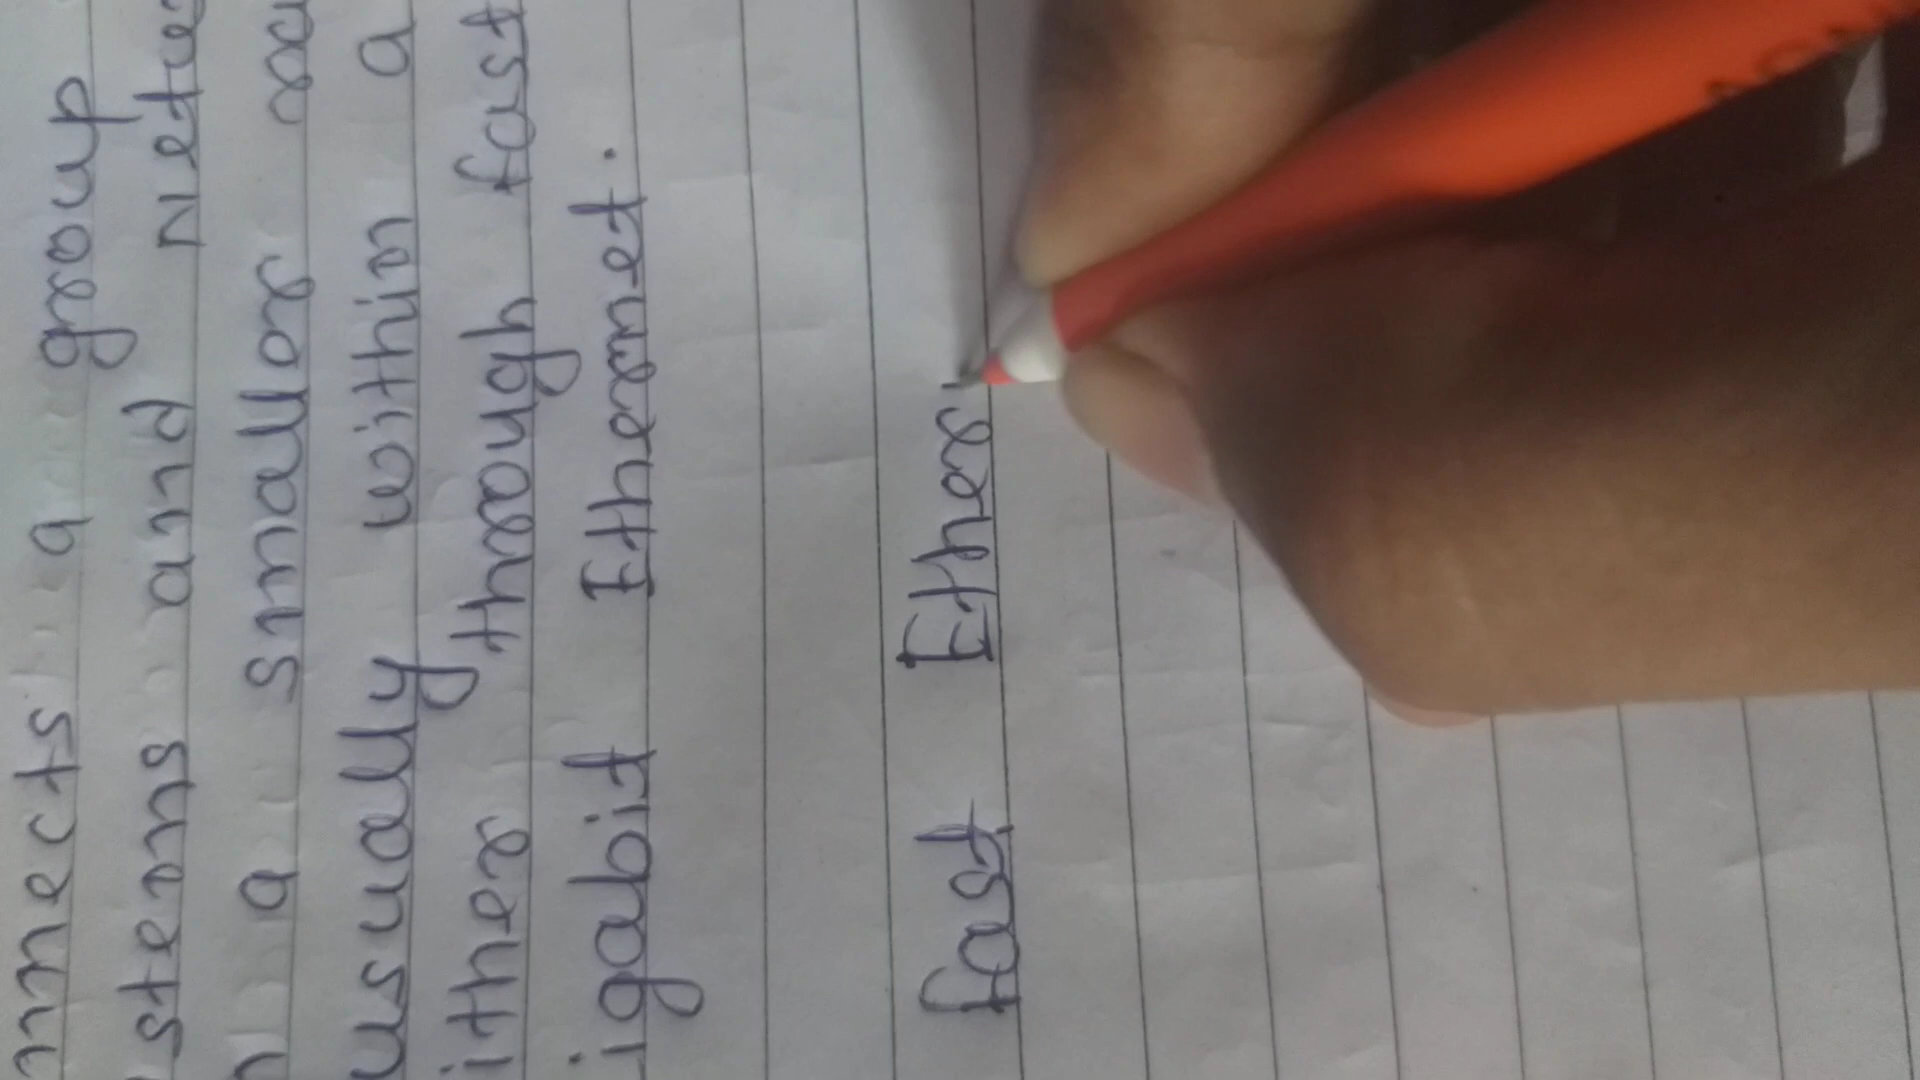 nnects a group
stems and Netw
n a smaller
usually within a
ither through fast
igabit Ethernet.
fast Ether